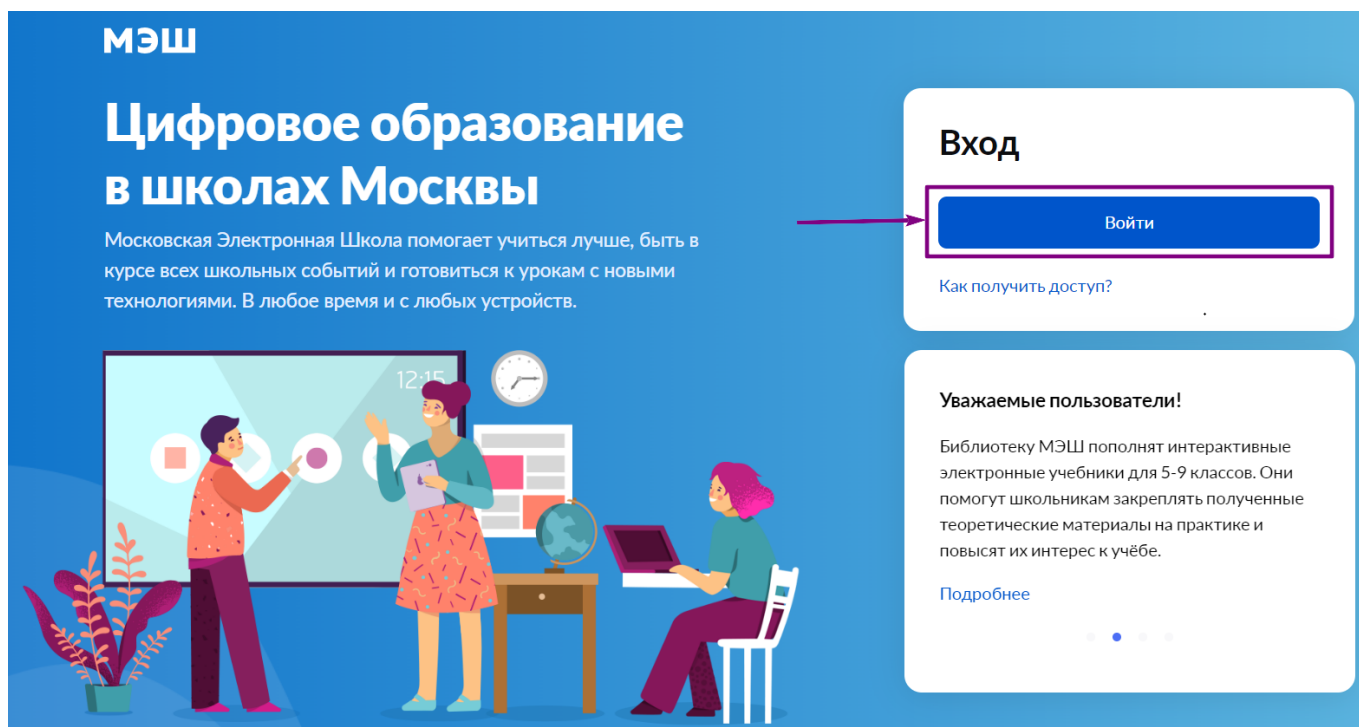 мэш
Цифровое образование
в школах Москвы
Московская Электронная Школа помогает учиться лучше, быть в
курсе всех школьных событий и готовиться к урокам с новыми
технологиями. В любое время и с любых устройств.
12:15
Вход
Войти
Как получить доступ?
.
Уважаемые пользователи!
Библиотеку МЭШ пополнят интерактивные
электронные учебники для 5-9 классов. Они
помогут школьникам закреплять полученные
теоретические материалы на практике и
повысят их интерес к учёбе.
Подробнее